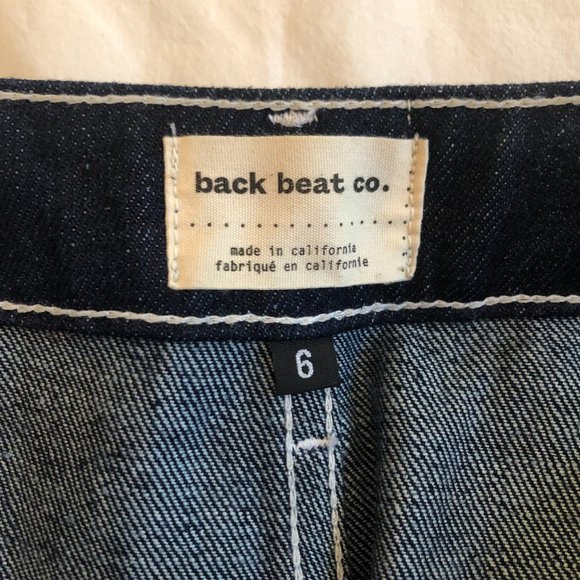 back beat co.
made in california
fabriqué en californie
6